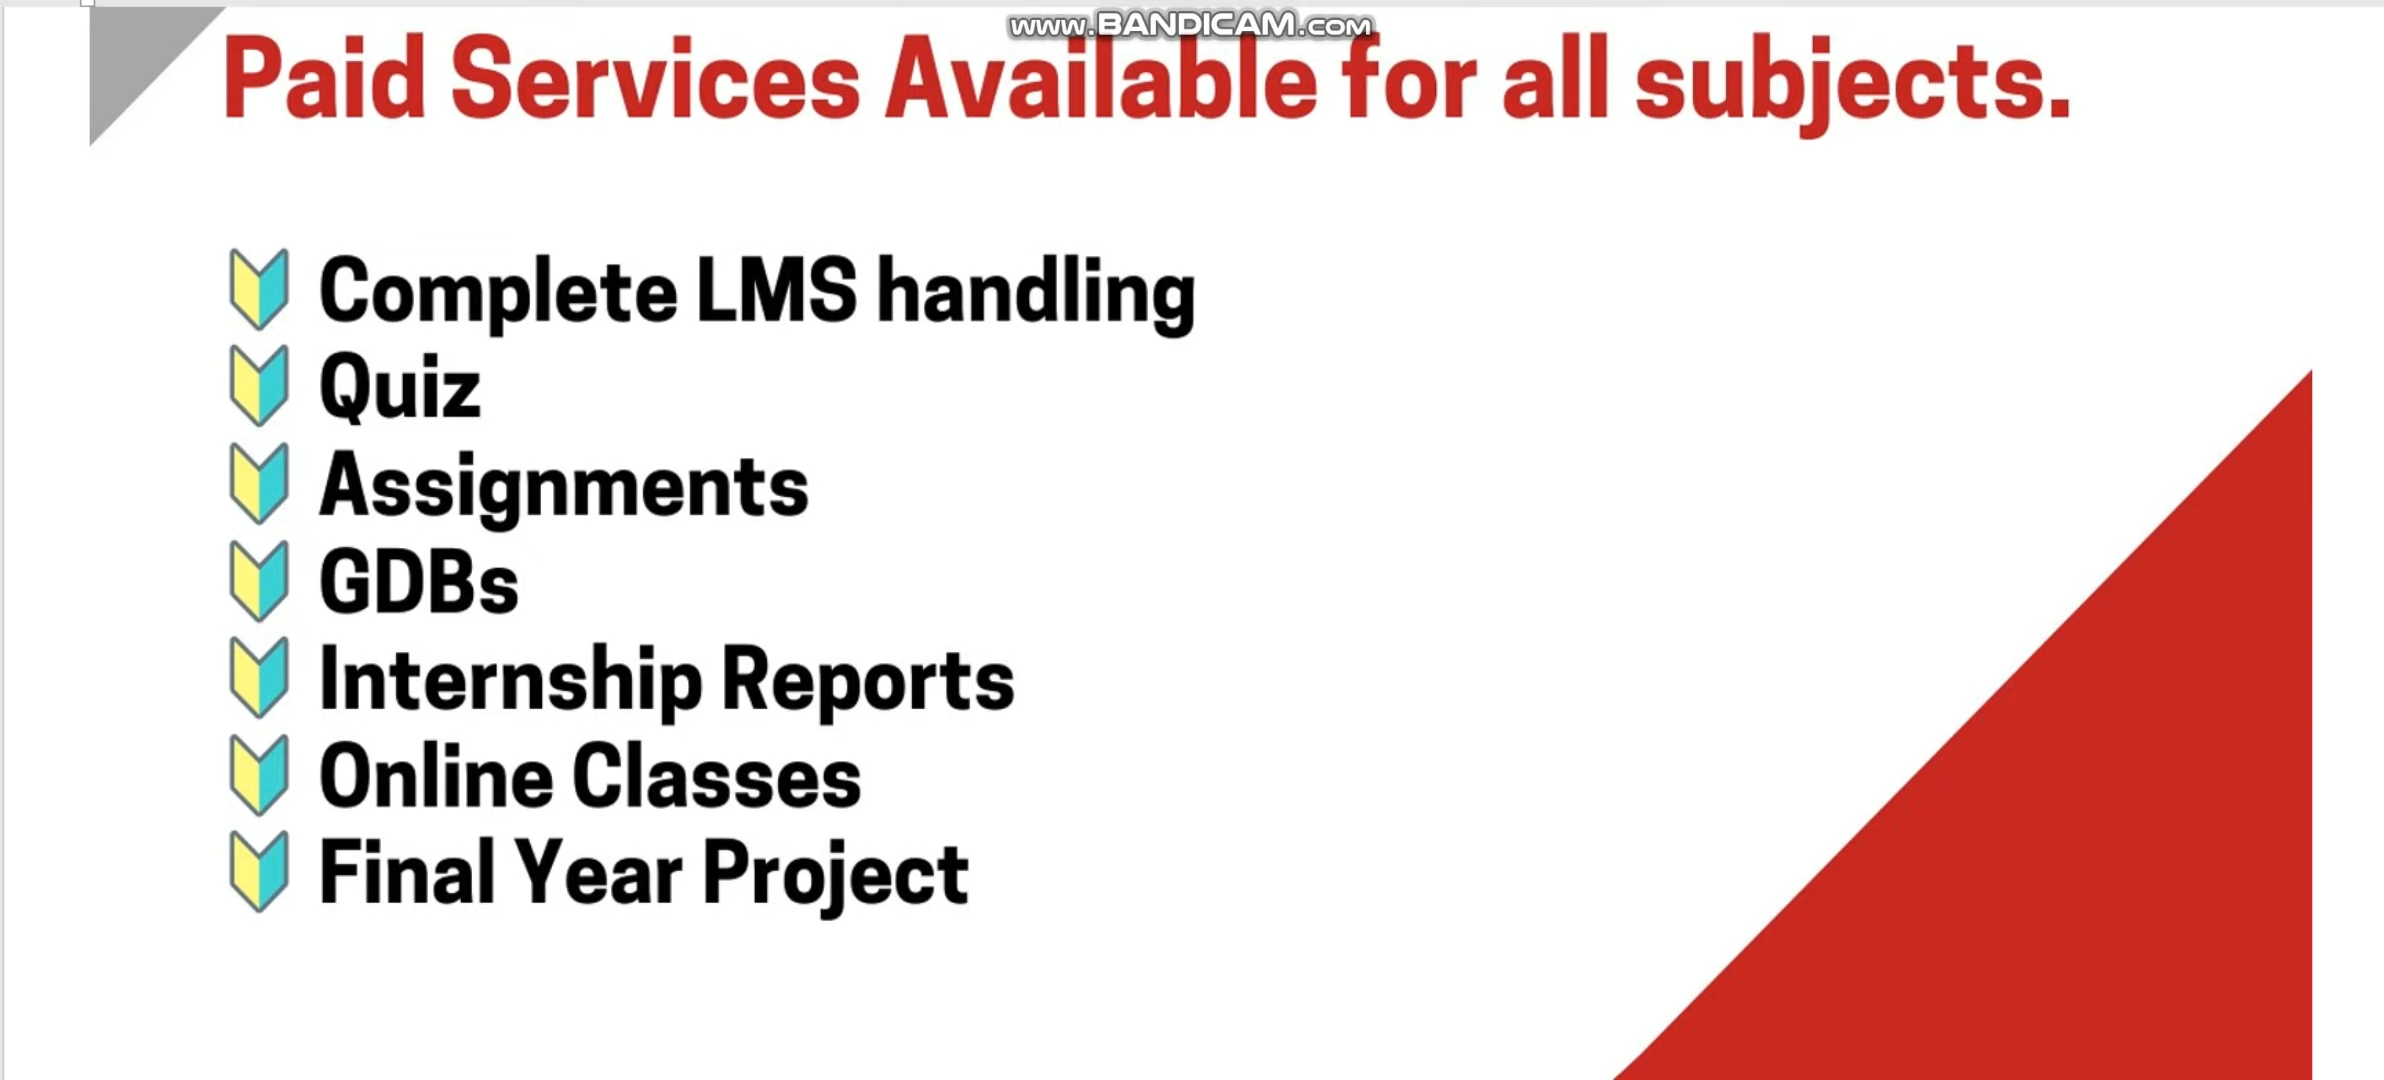 www.BANDICAM.com
Paid Services Available for all subjects.
Complete LMS handling
Quiz
Assignments
GDBs
Internship Reports
Online Classes
Final Year Project